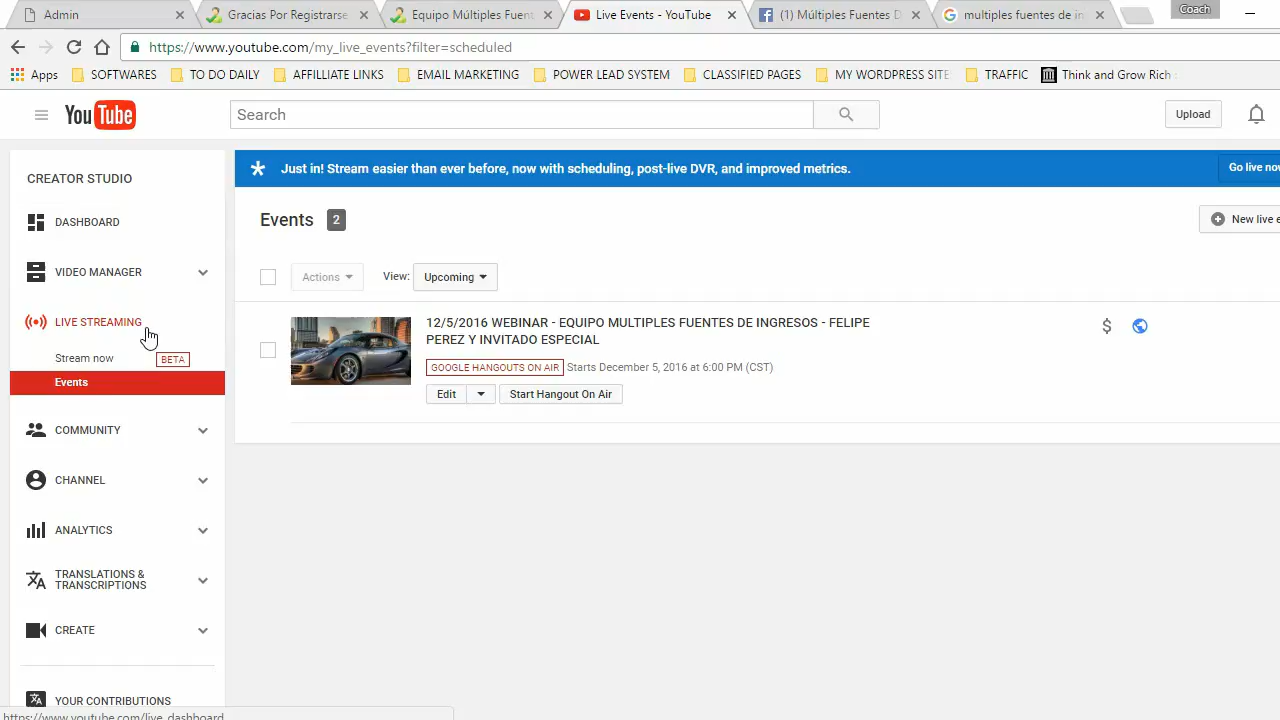 Admin
Gracias Por Registrarse
Equipo Múltiples Fuent
Live Events - YouTube
(1) Múltiples Fuentes D
multiples fuentes de in
Coach
https://www.youtube.com/my_live_events?filter=scheduled
Apps
SOFTWARES
TO DO DAILY
AFFILLIATE LINKS
EMAIL MARKETING
POWER LEAD SYSTEM
CLASSIFIED PAGES
MY WORDPRESS SITE
TRAFFIC
Think and Grow Rich
YouTube
Search
Upload
CREATOR STUDIO
DASHBOARD
VIDEO MANAGER
LIVE STREAMING
Stream now
BETA
Events
COMMUNITY
CHANNEL
ANALYTICS
TRANSLATIONS &
TRANSCRIPTIONS
CREATE
YOUR CONTRIBUTIONS
Just in! Stream easier than ever before, now with scheduling, post-live DVR, and improved metrics.
Go live now
Events 2
New live e
Actions
View:
Upcoming
12/5/2016 WEBINAR - EQUIPO MULTIPLES FUENTES DE INGRESOS - FELIPE
PEREZ Y INVITADO ESPECIAL
GOOGLE HANGOUTS ON AIR Starts December 5, 2016 at 6:00 PM (CST)
Edit
Start Hangout On Air
$
https://www.youtube.com/live_dashboard